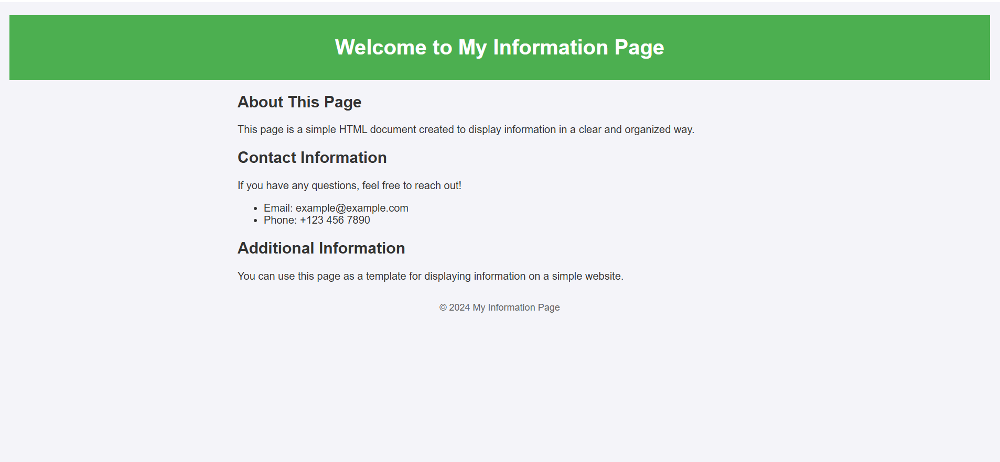 Welcome to My Information Page
About This Page
This page is a simple HTML document created to display information in a clear and organized way.
Contact Information
If you have any questions, feel free to reach out!
• Email: example@example.com
• Phone: +123 456 7890
Additional Information
You can use this page as a template for displaying information on a simple website.
© 2024 My Information Page